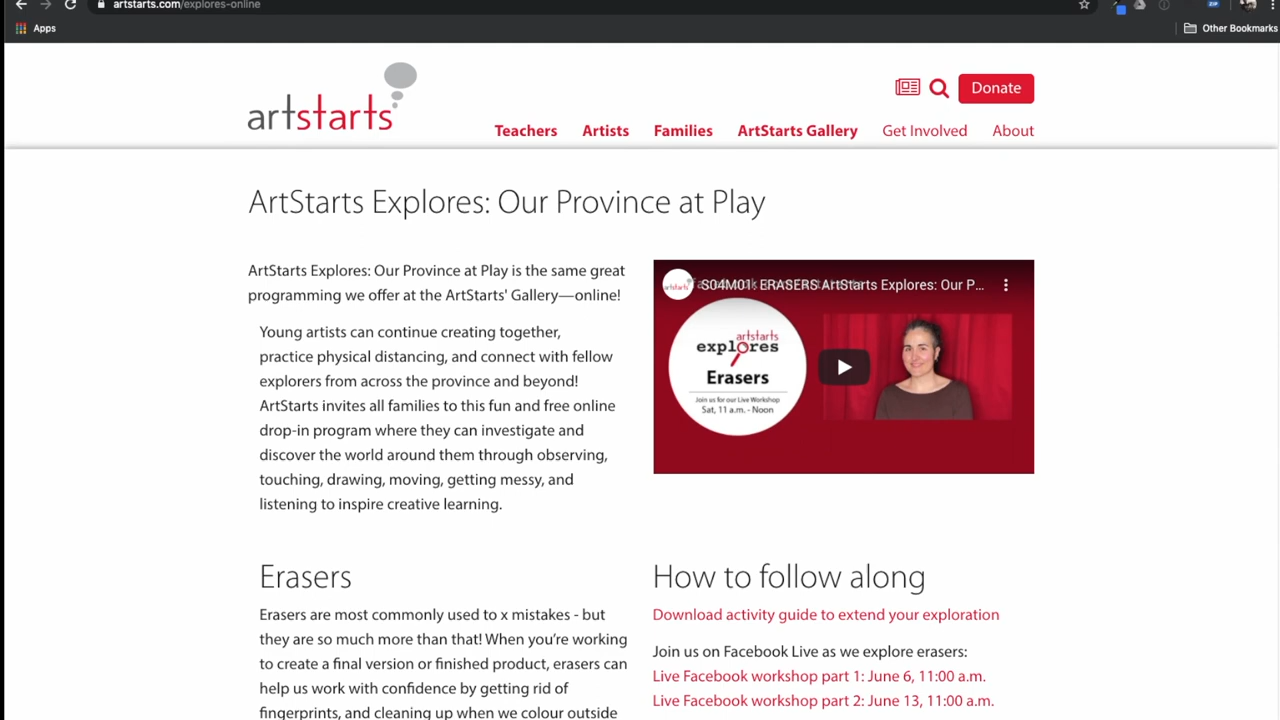 artstarts.com/explores-online
Apps
Other Bookmarks
artstarts
Donate
Teachers Artists Families ArtStarts Gallery Get Involved About
ArtStarts Explores: Our Province at Play
ArtStarts Explores: Our Province at Play is the same great
programming we offer at the ArtStarts' Gallery—online!
Young artists can continue creating together,
practice physical distancing, and connect with fellow
explorers from across the province and beyond!
ArtStarts invites all families to this fun and free online
drop-in program where they can investigate and
discover the world around them through observing,
touching, drawing, moving, getting messy, and
listening to inspire creative learning.
artstarts
S04M01_ERASERS ArtStarts Explores: Our P...
artstarts
explores
Erasers
Join us for our Live Workshop
Sat, 11 a.m. - Noon
Erasers
Erasers are most commonly used to x mistakes - but
they are so much more than that! When you're working
to create a final version or finished product, erasers can
help us work with confidence by getting rid of
fingerprints, and cleaning up when we colour outside
How to follow along
Download activity guide to extend your exploration
Join us on Facebook Live as we explore erasers:
Live Facebook workshop part 1: June 6, 11:00 a.m.
Live Facebook workshop part 2: June 13, 11:00 a.m.